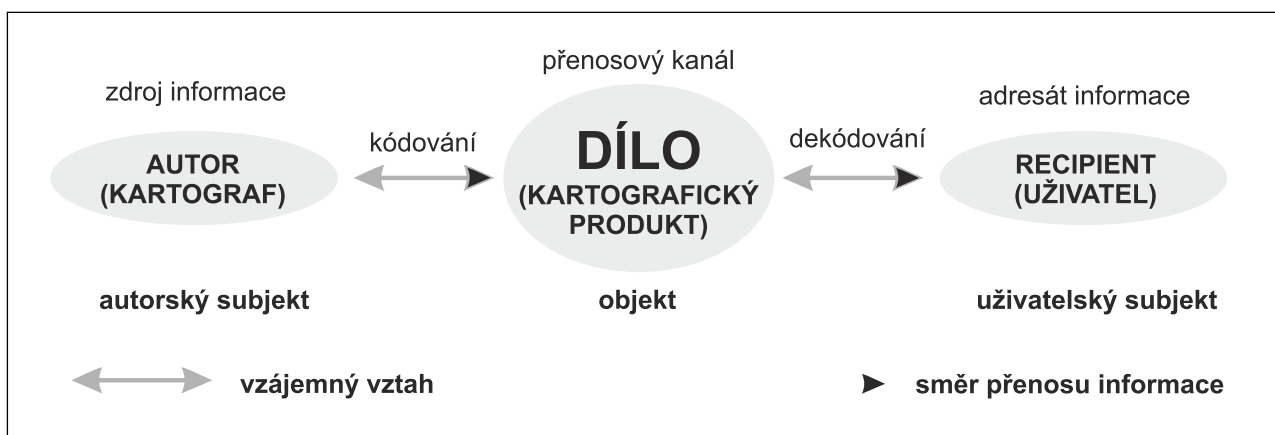 přenosový kanál
zdroj informace
adresát informace
kódování
dekódování
AUTOR
(KARTOGRAF)
DÍLO
(KARTOGRAFICKÝ
PRODUKT)
RECIPIENT
(UŽIVATEL)
autorský subjekt
objekt
uživatelský subjekt
vzájemný vztah
směr přenosu informace